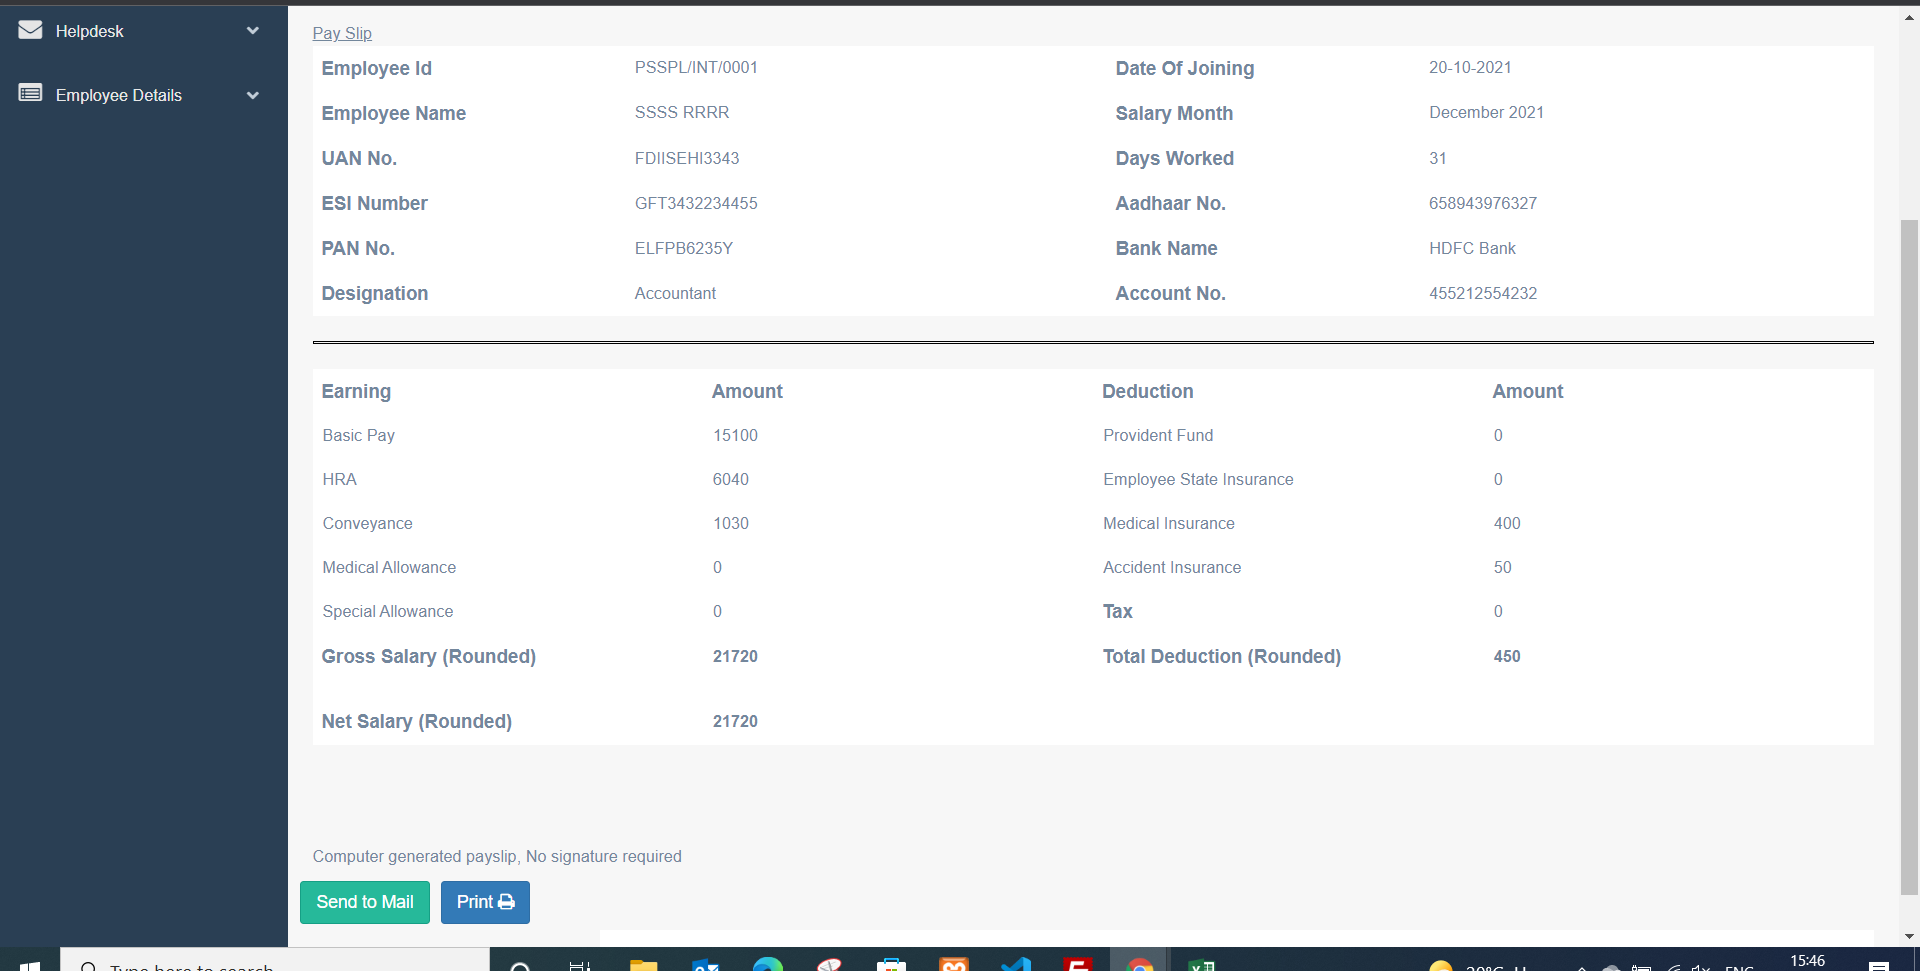 Helpdesk
Employee Details
Pay Slip
Employee Id PSSPL/INT/0001 Date Of Joining 20-10-2021
Employee Name SSSS RRRR Salary Month December 2021
UAN No. FDIISEHI3343 Days Worked 31
ESI Number GFT3432234455 Aadhaar No. 658943976327
PAN No. ELFPB6235Y Bank Name HDFC Bank
Designation Accountant Account No. 455212554232
Earning Amount Deduction Amount
Basic Pay 15100 Provident Fund 0
HRA 6040 Employee State Insurance 0
Conveyance 1030 Medical Insurance 400
Medical Allowance 0 Accident Insurance 50
Special Allowance 0 Tax 0
Gross Salary (Rounded) 21720 Total Deduction (Rounded) 450
Net Salary (Rounded) 21720
Computer generated payslip, No signature required
Send to Mail Print
Type here to search ENG 15:46